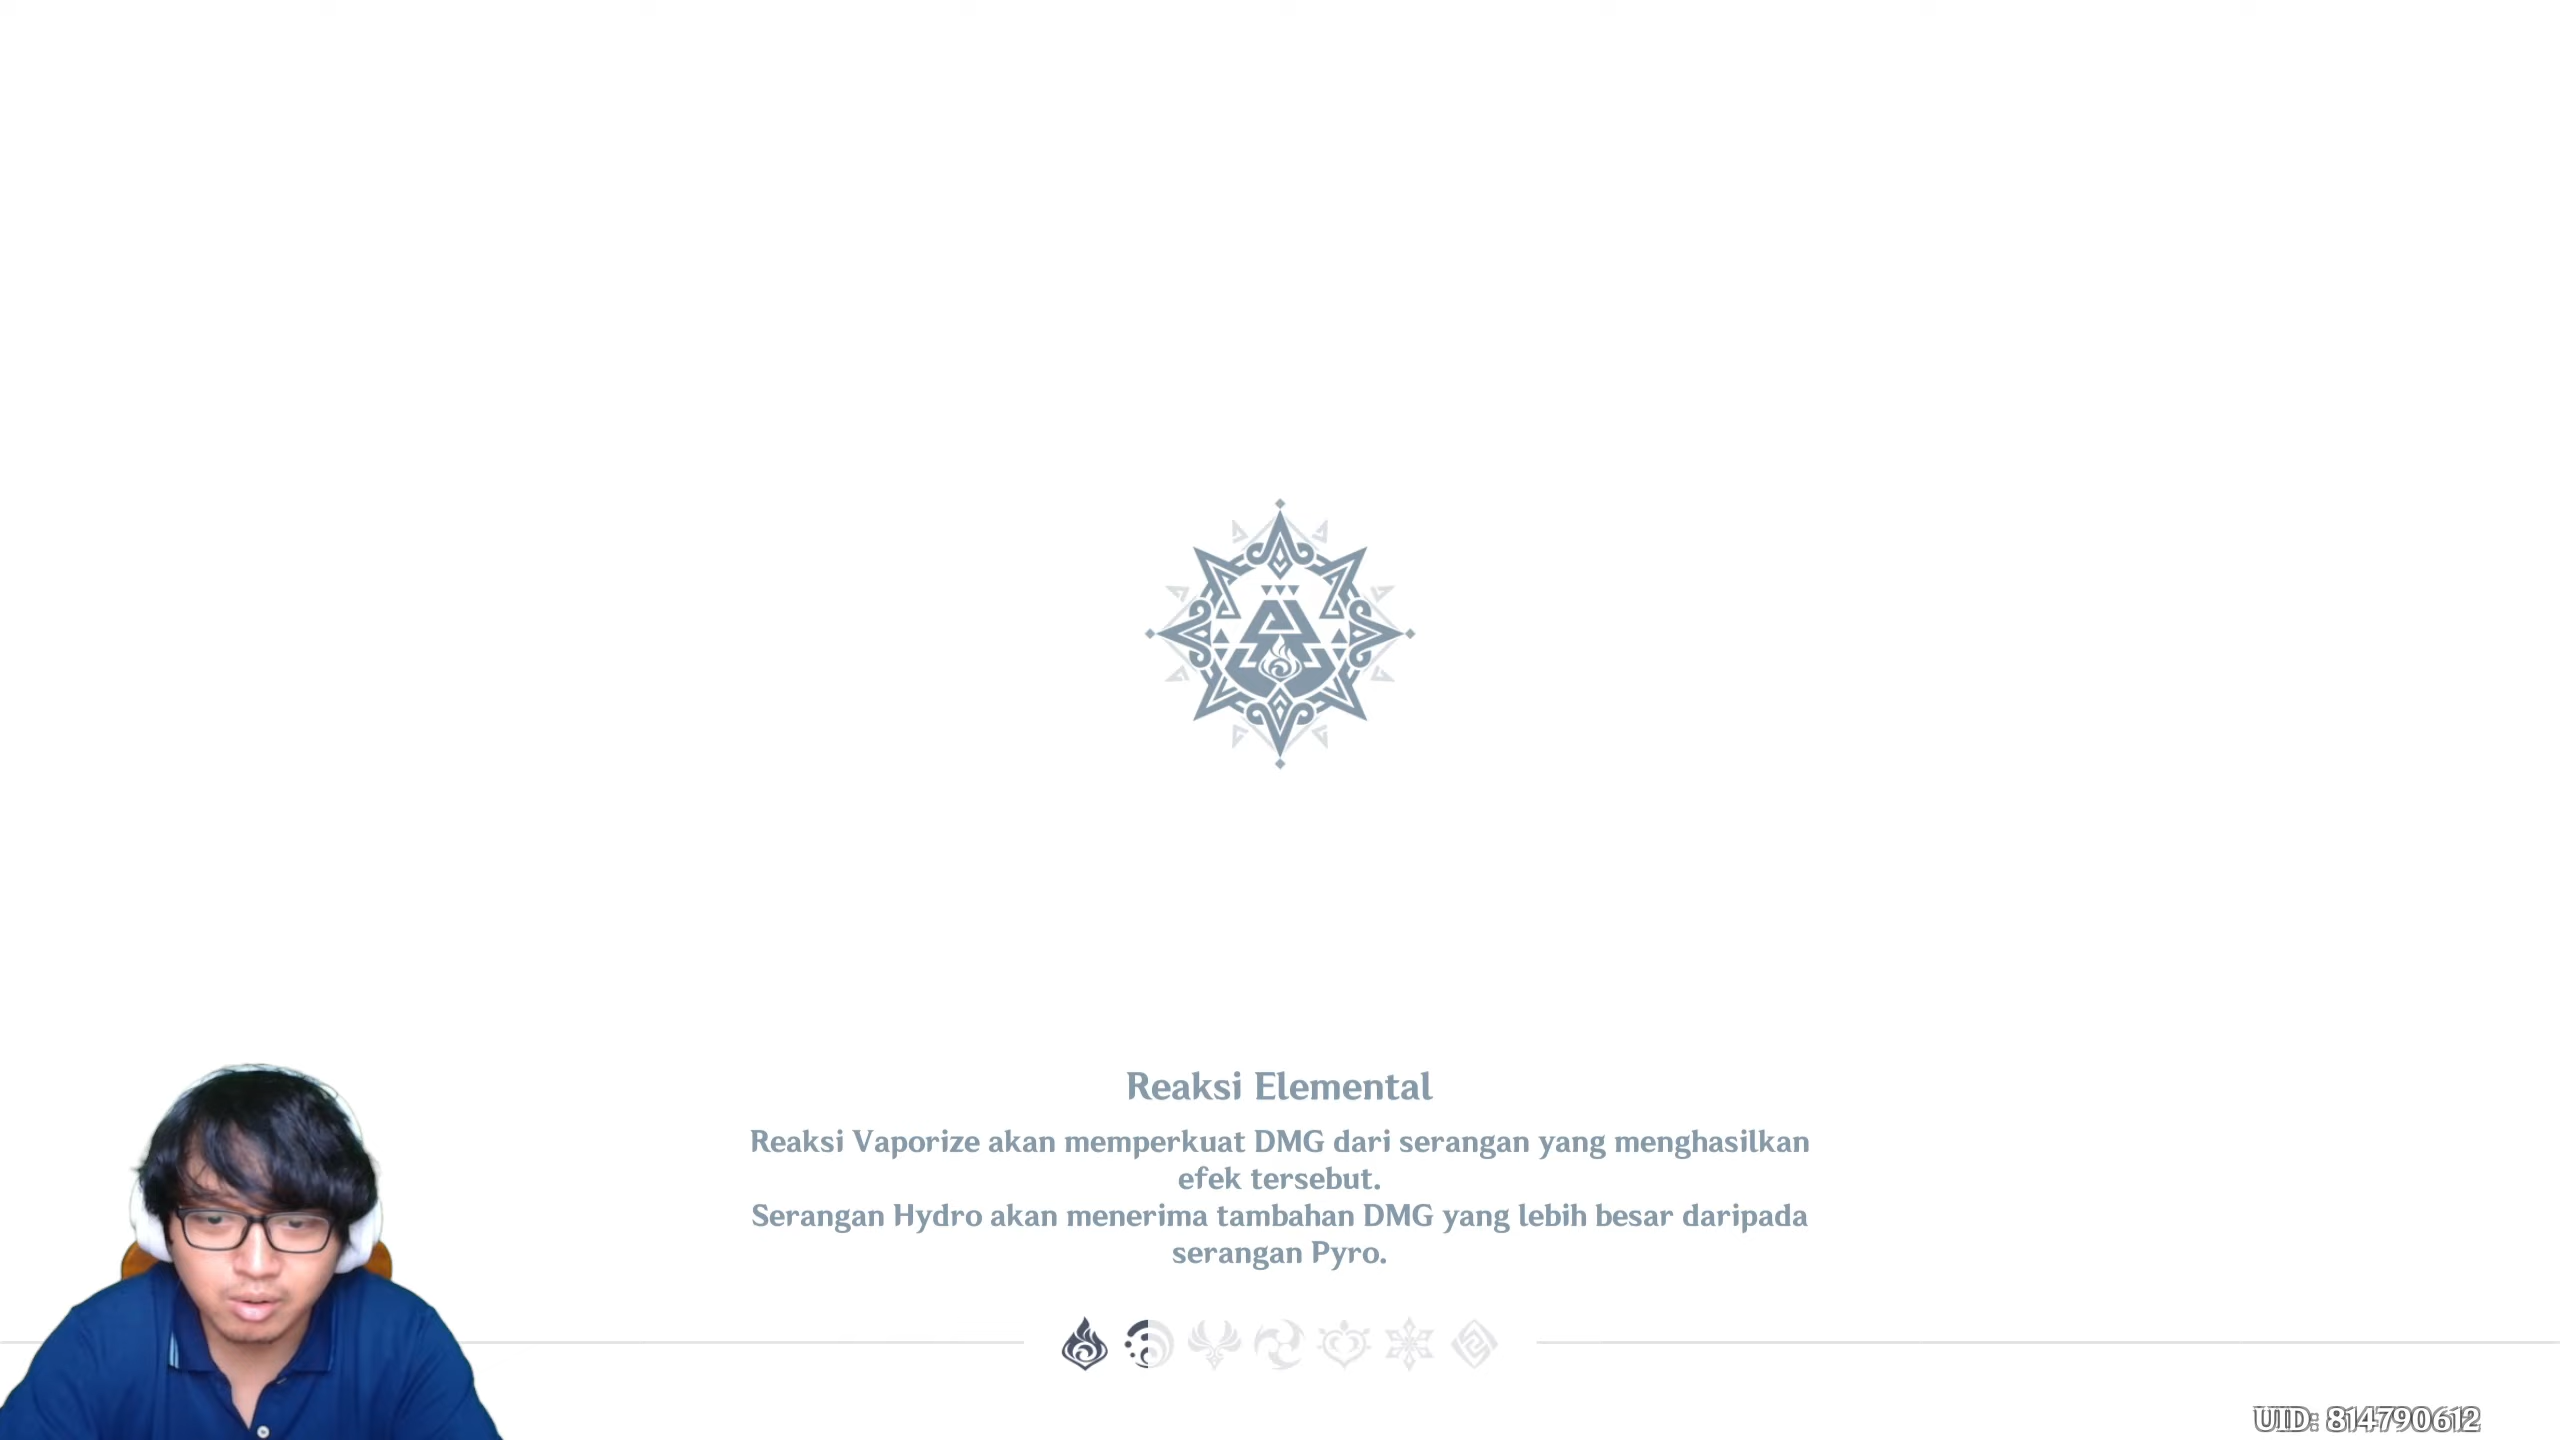 Reaksi Elemental
Reaksi Vaporize akan memperkuat DMG dari serangan yang menghasilkan
efek tersebut.
Serangan Hydro akan menerima tambahan DMG yang lebih besar daripada
serangan Pyro.
UID: 814790612